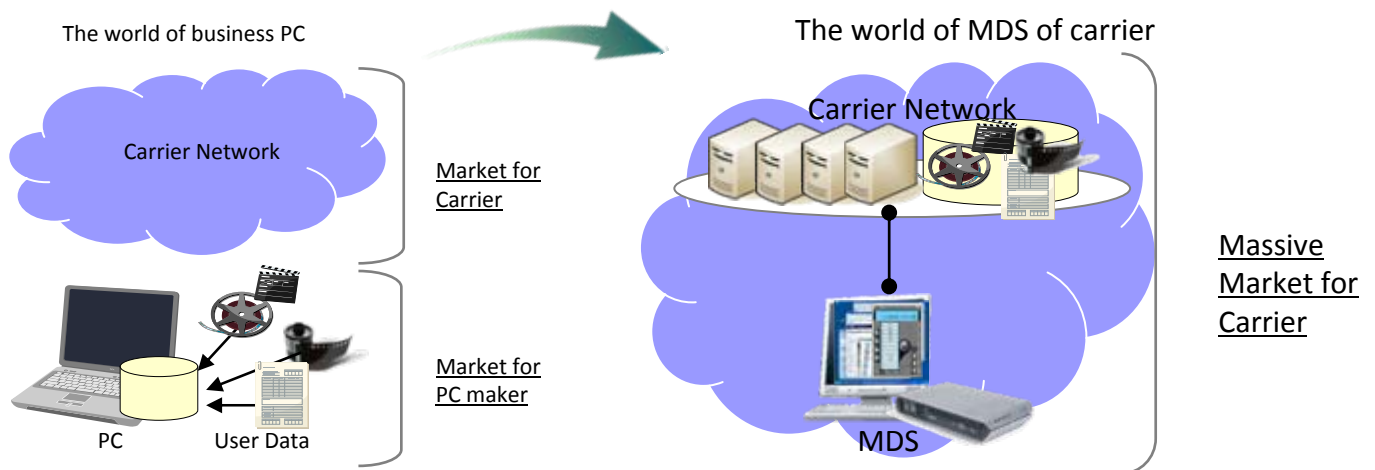 The world of business PC
Carrier Network
Market for
Carrier
PC
User Data
Market for
PC maker
The world of MDS of carrier
Carrier Network
MDS
Massive
Market for
Carrier